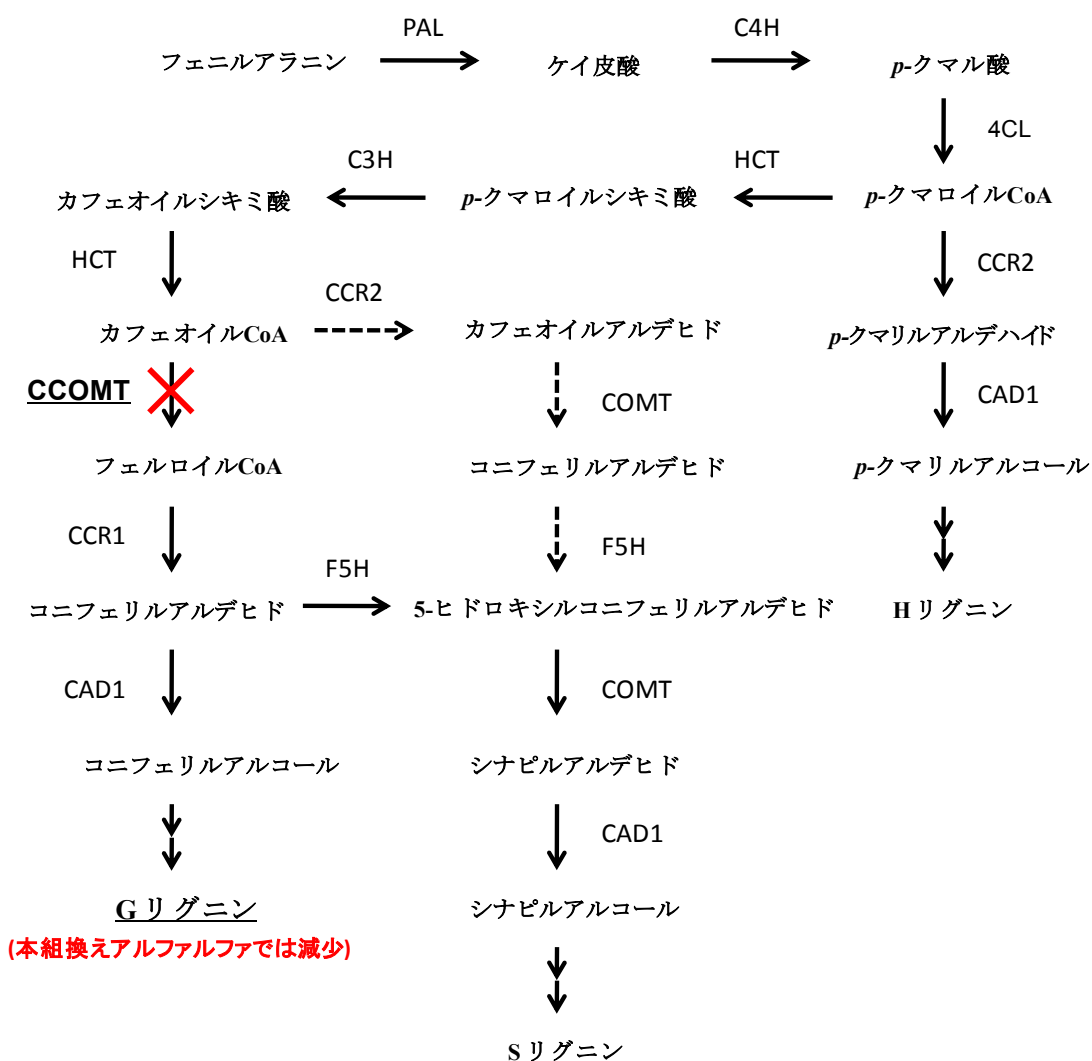 PAL
C4H
フェニルアラニン
ケイ皮酸
p-クマル酸
4CL
C3H
HCT
カフェオイルシキミ酸
p-クマロイルシキミ酸
p-クマロイルCoA
HCT
CCR2
CCR2
カフェオイルCoA
カフェオイルアルデヒド
p-クマリルアルデハイド
CCOMT
COMT
CAD1
フェルロイルCoA
コニフェリルアルデヒド
p-クマリルアルコール
CCR1
F5H
F5H
コニフェリルアルデヒド
5-ヒドロキシルコニフェリルアルデヒド
Hリグニン
CAD1
COMT
コニフェリルアルコール
シナピルアルデヒド
CAD1
Gリグニン
シナピルアルコール
(本組換えアルファルファでは減少)
Sリグニン